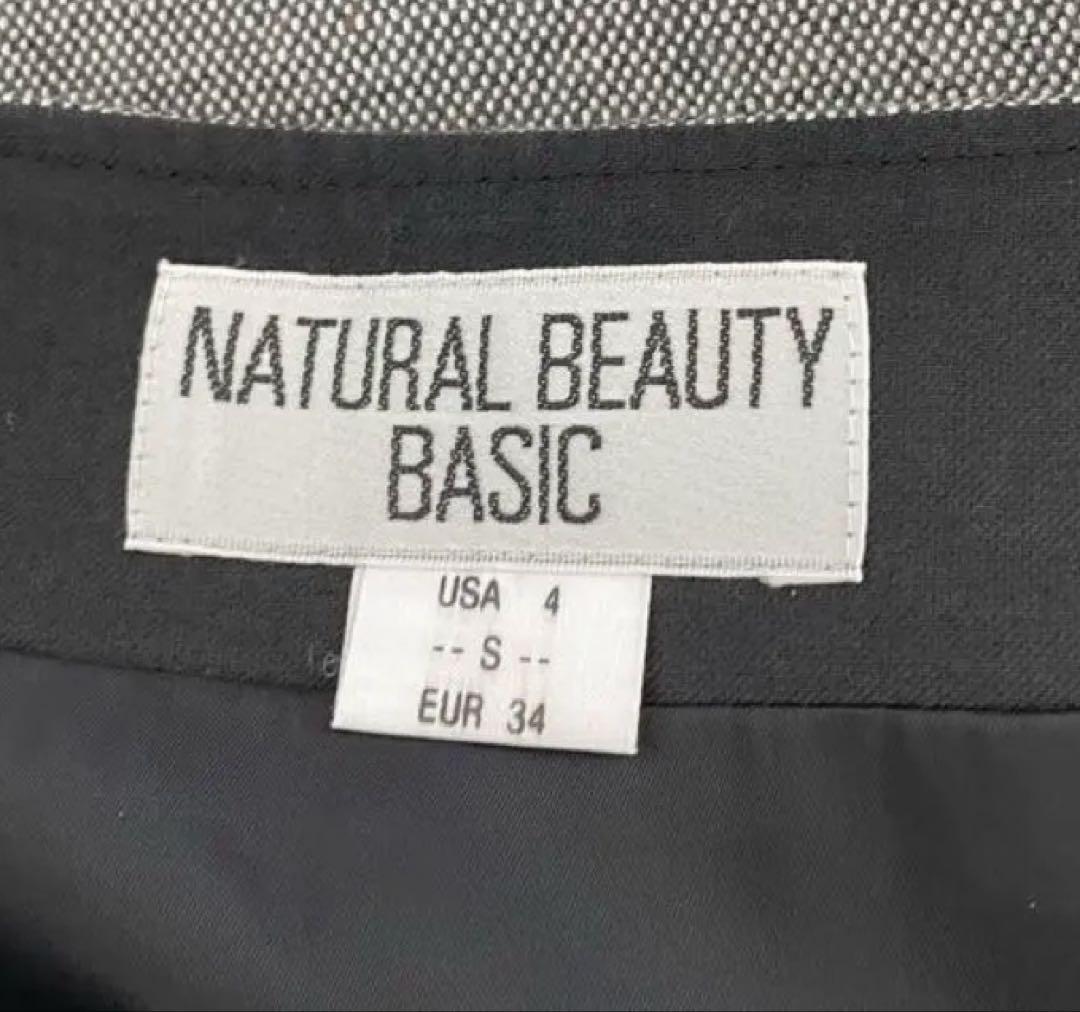 NATURAL BEAUTY
BASIC
USA 4
-- S --
EUR 34